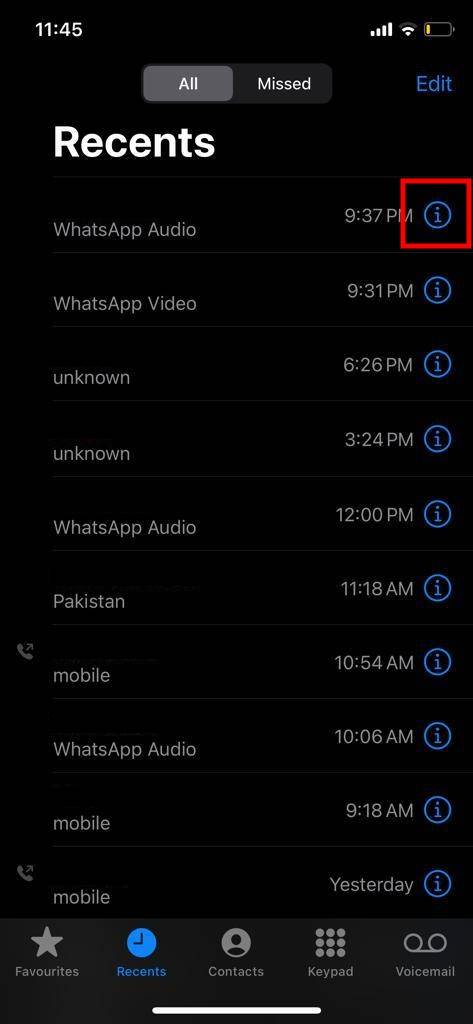 11:45
All Missed Edit
Recents
9:37 PM
WhatsApp Audio
9:31 PM
WhatsApp Video
6:26 PM
unknown
3:24 PM
unknown
12:00 PM
WhatsApp Audio
11:18 AM
Pakistan
10:54 AM
mobile
10:06 AM
WhatsApp Audio
9:18 AM
mobile
Yesterday
mobile
Favourites Recents Contacts Keypad Voicemail